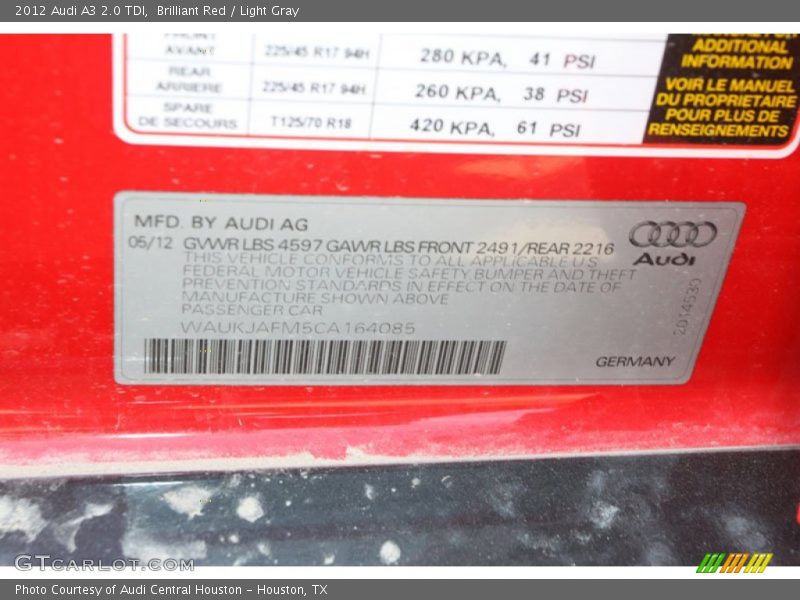 2012 Audi A3 2.0 TDI, Brilliant Red / Light Gray
FRONT
AVANT 225/45 R17 94H 280 KPA, 41 PSI
REAR
ARRIERE 225/45 R17 94H 260 KPA, 38 PSI
SPARE
DE SECOURS T125/70 R18 420 KPA, 61 PSI
ADDITIONAL
INFORMATION
VOIR LE MANUEL
DU PROPRIETAIRE
POUR PLUS DE
RENSEIGNEMENTS
MFD. BY AUDI AG
05/12 GVWR LBS 4597 GAWR LBS FRONT 2491/REAR 2216
THIS VEHICLE CONFORMS TO ALL APPLICABLE U.S.
FEDERAL MOTOR VEHICLE SAFETY, BUMPER AND THEFT
PREVENTION STANDARDS IN EFFECT ON THE DATE OF
MANUFACTURE SHOWN ABOVE
PASSENGER CAR
WAUKJAFM5CA164085
Audi
GERMANY
GTCARLOT.COM
Photo Courtesy of Audi Central Houston - Houston, TX